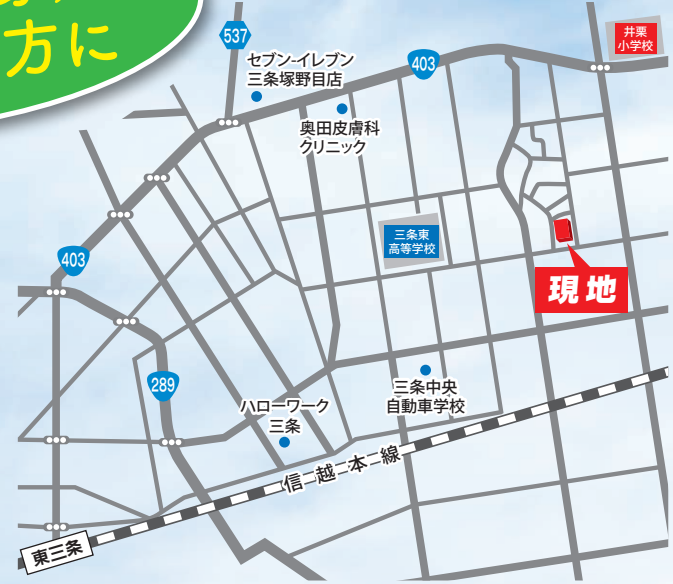 方に
537
井栗
小学校
セブン-イレブン
三条塚野目店
403
奥田皮膚科
クリニック
三条東
高等学校
403
現地
289
三条中央
自動車学校
ハローワーク
三条
信越本線
東三条